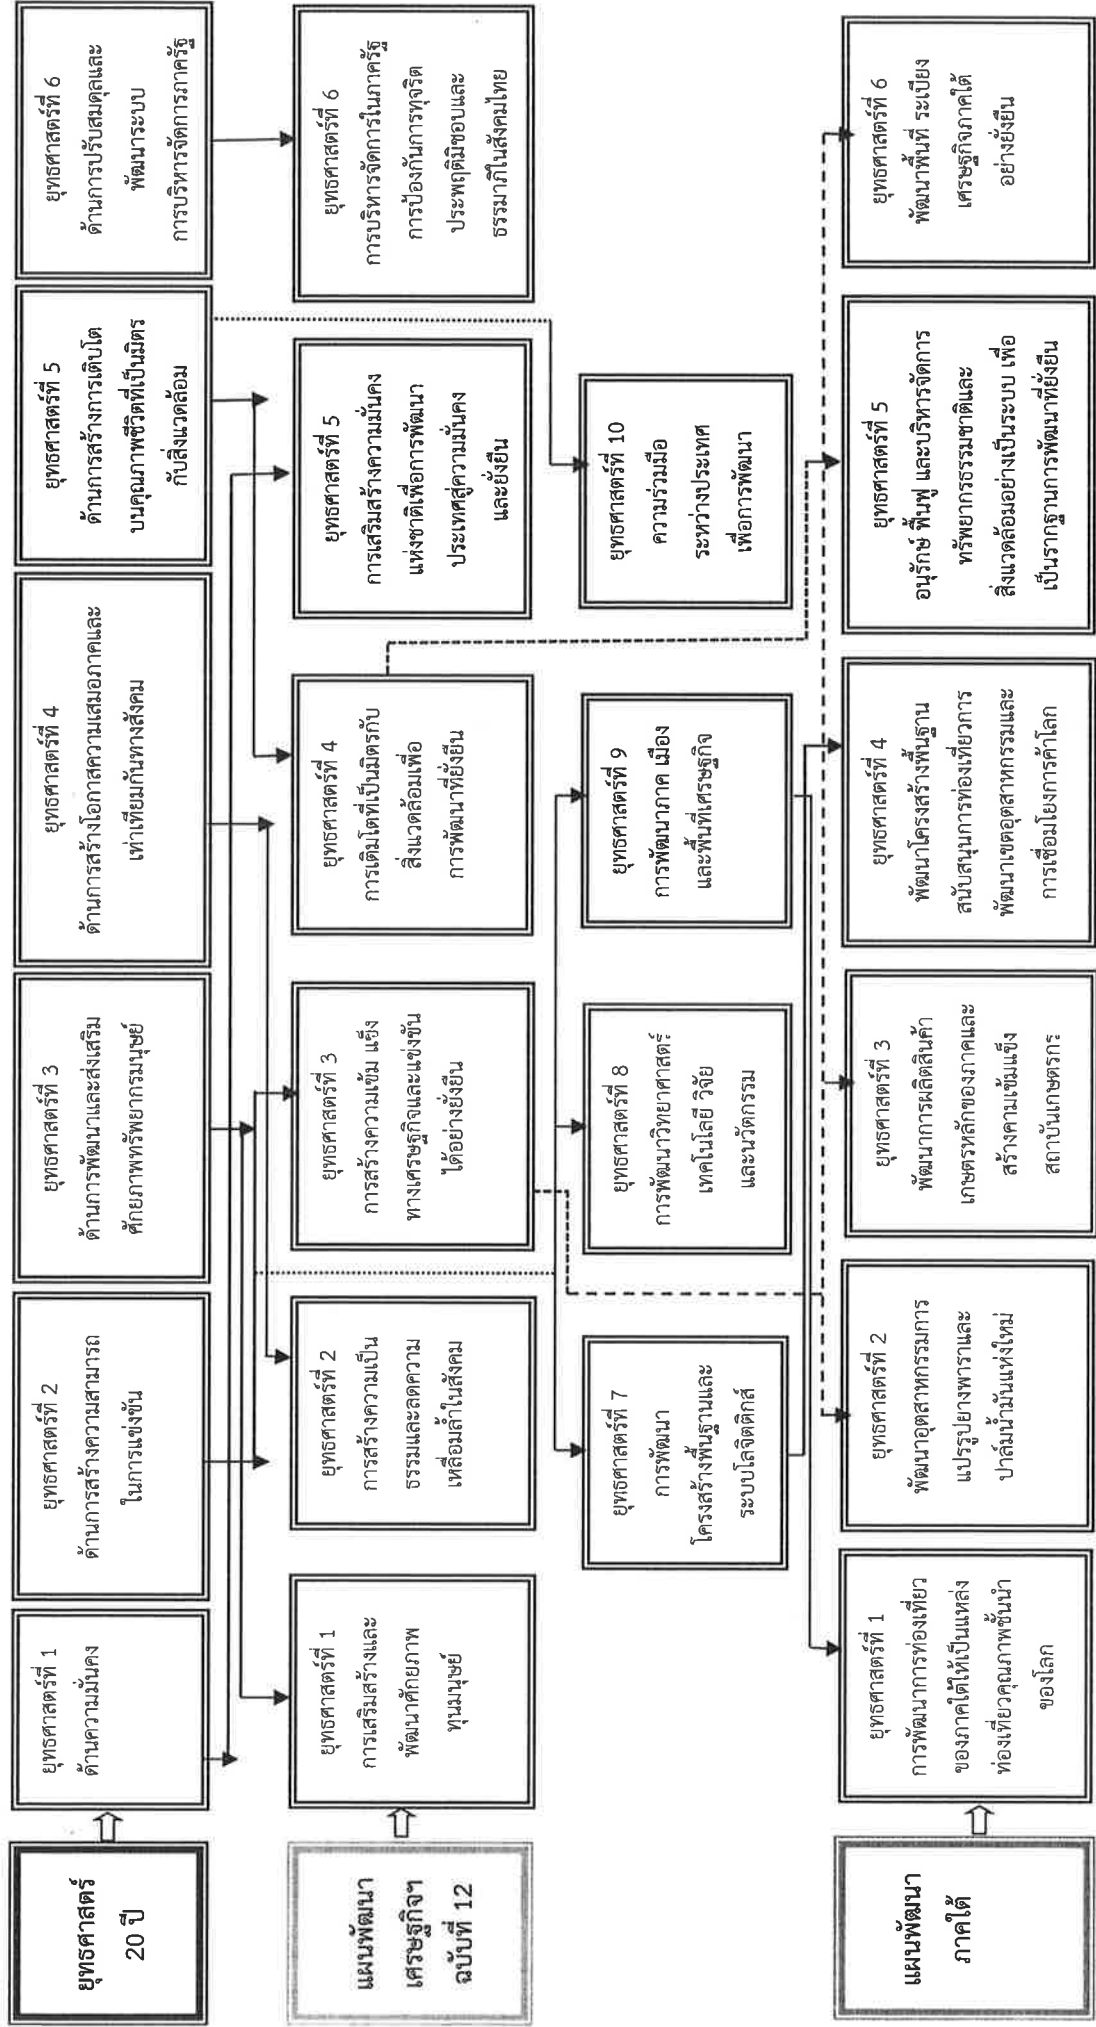 ยุทธศาสตร์
20 ปี
ยุทธศาสตร์ที่ 1
ด้านความมั่นคง
ยุทธศาสตร์ที่ 2
ด้านการสร้างความสามารถ
ในการแข่งขัน
ยุทธศาสตร์ที่ 3
ด้านการพัฒนาและส่งเสริม
ศักยภาพทรัพยากรมนุษย์
ยุทธศาสตร์ที่ 4
ด้านการสร้างโอกาสความเสมอภาคและ
เท่าเทียมกันทางสังคม
ยุทธศาสตร์ที่ 5
ด้านการสร้างการเติบโต
บนคุณภาพชีวิตที่เป็นมิตร
กับสิ่งแวดล้อม
ยุทธศาสตร์ที่ 6
ด้านการปรับสมดุลและ
พัฒนาระบบ
การบริหารจัดการภาครัฐ
แผนพัฒนา
เศรษฐกิจฯ
ฉบับที่ 12
ยุทธศาสตร์ที่ 1
การเสริมสร้างและ
พัฒนาศักยภาพ
ทุนมนุษย์
ยุทธศาสตร์ที่ 2
การสร้างความเป็น
ธรรมและลดความ
เหลื่อมล้ำในสังคม
ยุทธศาสตร์ที่ 3
การสร้างความเข้ม แข็ง
ทางเศรษฐกิจและแข่งขัน
ได้อย่างยั่งยืน
ยุทธศาสตร์ที่ 4
การเติมโตที่เป็นมิตรกับ
สิ่งแวดล้อมเพื่อ
การพัฒนาที่ยั่งยืน
ยุทธศาสตร์ที่ 5
การเสริมสร้างความมั่นคง
แห่งชาติเพื่อการพัฒนา
ประเทศสู่ความมั่นคง
และยั่งยืน
ยุทธศาสตร์ที่ 6
การบริหารจัดการในภาครัฐ
การป้องกันการทุจริต
ประพฤติมิชอบและ
ธรรมาภิในสังคมไทย
ยุทธศาสตร์ที่ 7
การพัฒนา
โครงสร้างพื้นฐานและ
ระบบโลจิตติกส์
ยุทธศาสตร์ที่ 8
การพัฒนาวิทยาศาสตร์
เทคโนโลยี วิจัย
และนวัตกรรม
ยุทธศาสตร์ที่ 9
การพัฒนาภาค เมือง
และพื้นที่เศรษฐกิจ
ยุทธศาสตร์ที่ 10
ความร่วมมือ
ระหว่างประเทศ
เพื่อการพัฒนา
แผนพัฒนา
ภาคใต้
ยุทธศาสตร์ที่ 1
การพัฒนาการท่องเที่ยว
ของภาคใต้ให้เป็นแหล่ง
ท่องเที่ยวคุณภาพชั้นนำ
ของโลก
ยุทธศาสตร์ที่ 2
พัฒนาอุตสาหกรรมการ
แปรรูปยางพาราและ
ปาล์มน้ำมันแห่งใหม่
ยุทธศาสตร์ที่ 3
พัฒนาการผลิตสินค้า
เกษตรหลักของภาคและ
สร้างคามเข้มแข็ง
สถาบันเกษตรกร
ยุทธศาสตร์ที่ 4
พัฒนาโครงสร้างพื้นฐาน
สนับสนุนการท่องเที่ยวการ
พัฒนาเขตอุตสาหกรรมและ
การเชื่อมโยงการค้าโลก
ยุทธศาสตร์ที่ 5
อนุรักษ์ ฟื้นฟู และบริหารจัดการ
ทรัพยากรธรรมชาติและ
สิ่งแวดล้อมอย่างเป็นระบบ เพื่อ
เป็นรากฐานการพัฒนาที่ยั่งยืน
ยุทธศาสตร์ที่ 6
พัฒนาพื้นที่ ระเบียง
เศรษฐกิจภาคใต้
อย่างยั่งยืน